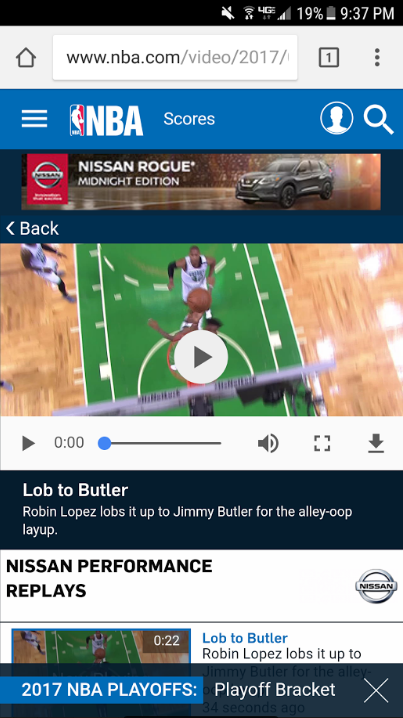 4G LTE 19% 9:37 PM
www.nba.com/video/2017/
1
NBA Scores
NISSAN NISSAN ROGUE®
MIDNIGHT EDITION
Back
0:00
Lob to Butler
Robin Lopez lobs it up to Jimmy Butler for the alley-oop
layup.
NISSAN PERFORMANCE
REPLAYS
NISSAN
0:22
Lob to Butler
Robin Lopez lobs it up to
Jimmy Butler for the alley-
2017 NBA PLAYOFFS: Playoff Bracket
34 seconds ago